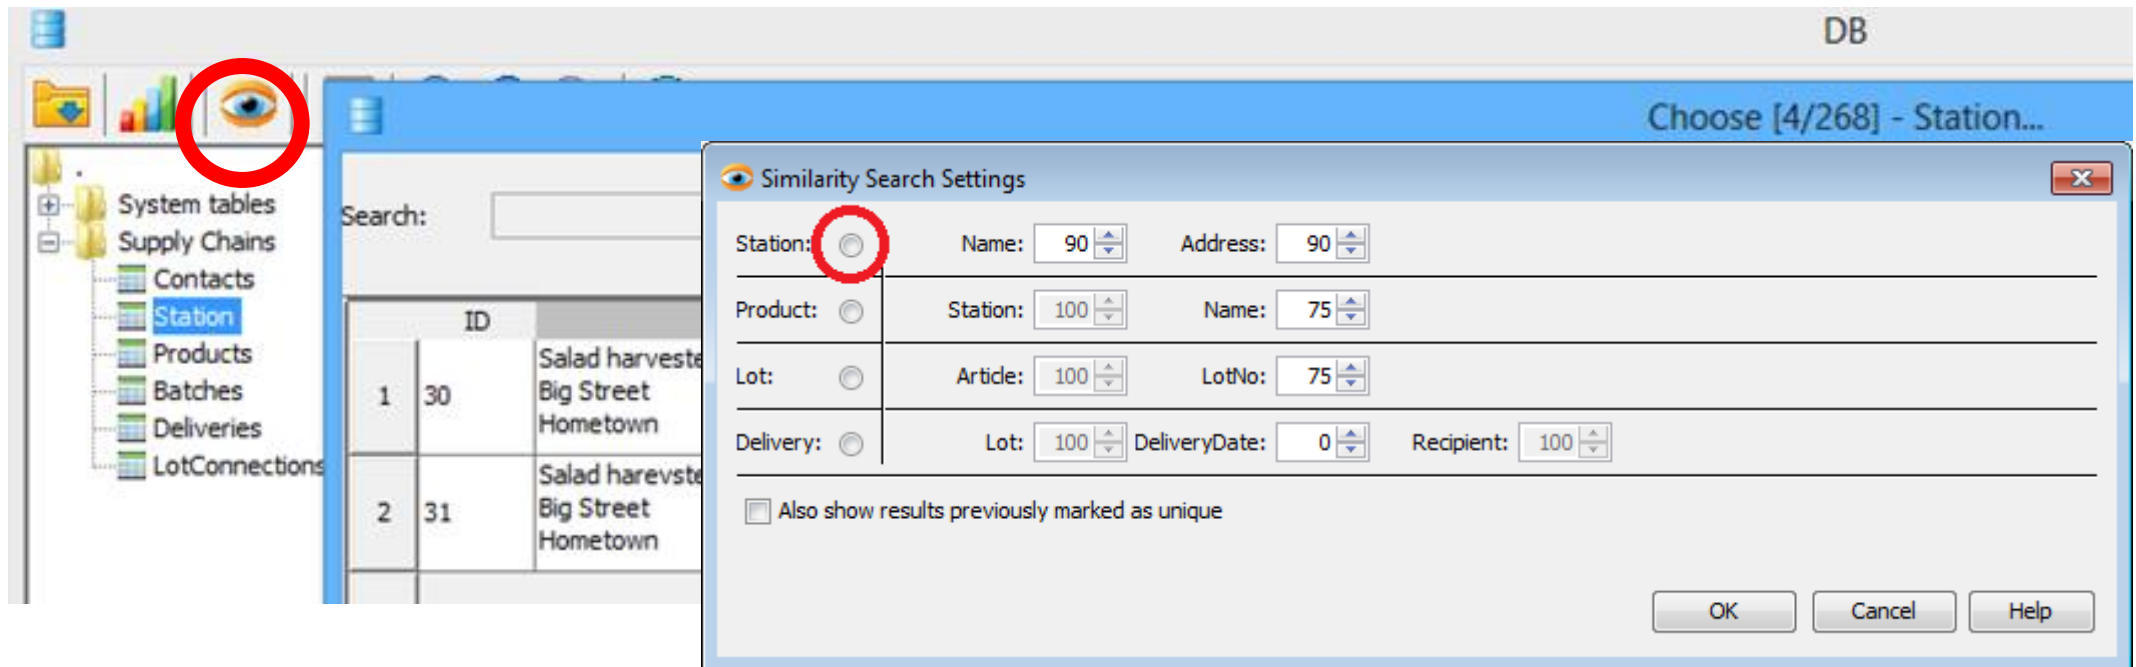 DB
Choose [4/268] - Station...
.
System tables
Supply Chains
Contacts
Station
Products
Batches
Deliveries
LotConnections
Search:
ID
1 30 Salad harveste
Big Street
Hometown
2 31 Salad harevste
Big Street
Hometown
Similarity Search Settings
Station: Name: 90 Address: 90
Product: Station: 100 Name: 75
Lot: Article: 100 LotNo: 75
Delivery: Lot: 100 DeliveryDate: 0 Recipient: 100
Also show results previously marked as unique
OK Cancel Help